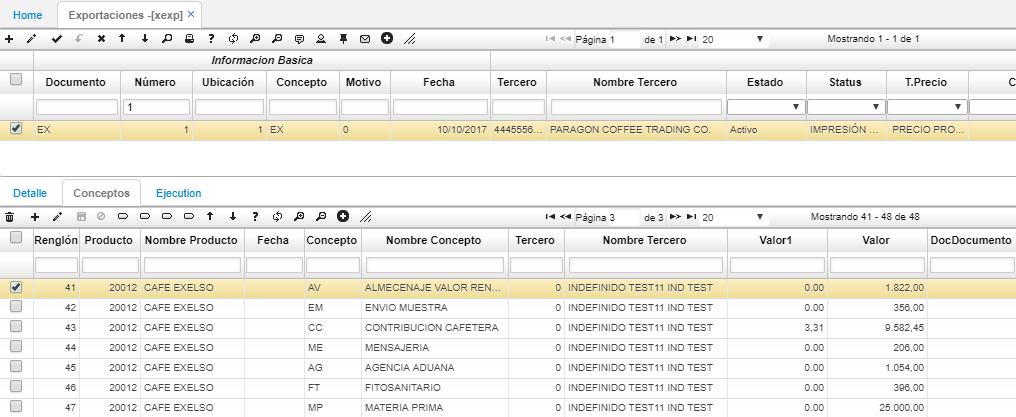 Home Exportaciones -[xexp] ×
Página 1 de 1 20 Mostrando 1 - 1 de 1
Informacion Basica
Documento Número Ubicación Concepto Motivo Fecha Tercero Nombre Tercero Estado Status T.Precio C
1
EX 1 1 EX 0 10/10/2017 4445556... PARAGON COFFEE TRADING CO. Activo IMPRESIÓN ... PRECIO PRO...
Detalle Conceptos Ejecution
Página 3 de 3 20 Mostrando 41 - 48 de 48
Renglón Producto Nombre Producto Fecha Concepto Nombre Concepto Tercero Nombre Tercero Valor1 Valor DocDocumento
41 20012 CAFE EXELSO AV ALMECENAJE VALOR REN... 0 INDEFINIDO TEST11 IND TEST 0.00 1.822,00
42 20012 CAFE EXELSO EM ENVIO MUESTRA 0 INDEFINIDO TEST11 IND TEST 0.00 356,00
43 20012 CAFE EXELSO CC CONTRIBUCION CAFETERA 0 INDEFINIDO TEST11 IND TEST 3,31 9.582,45
44 20012 CAFE EXELSO ME MENSAJERIA 0 INDEFINIDO TEST11 IND TEST 0.00 206,00
45 20012 CAFE EXELSO AG AGENCIA ADUANA 0 INDEFINIDO TEST11 IND TEST 0.00 1.054,00
46 20012 CAFE EXELSO FT FITOSANITARIO 0 INDEFINIDO TEST11 IND TEST 0.00 396,00
47 20012 CAFE EXELSO MP MATERIA PRIMA 0 INDEFINIDO TEST11 IND TEST 0.00 25.000,00